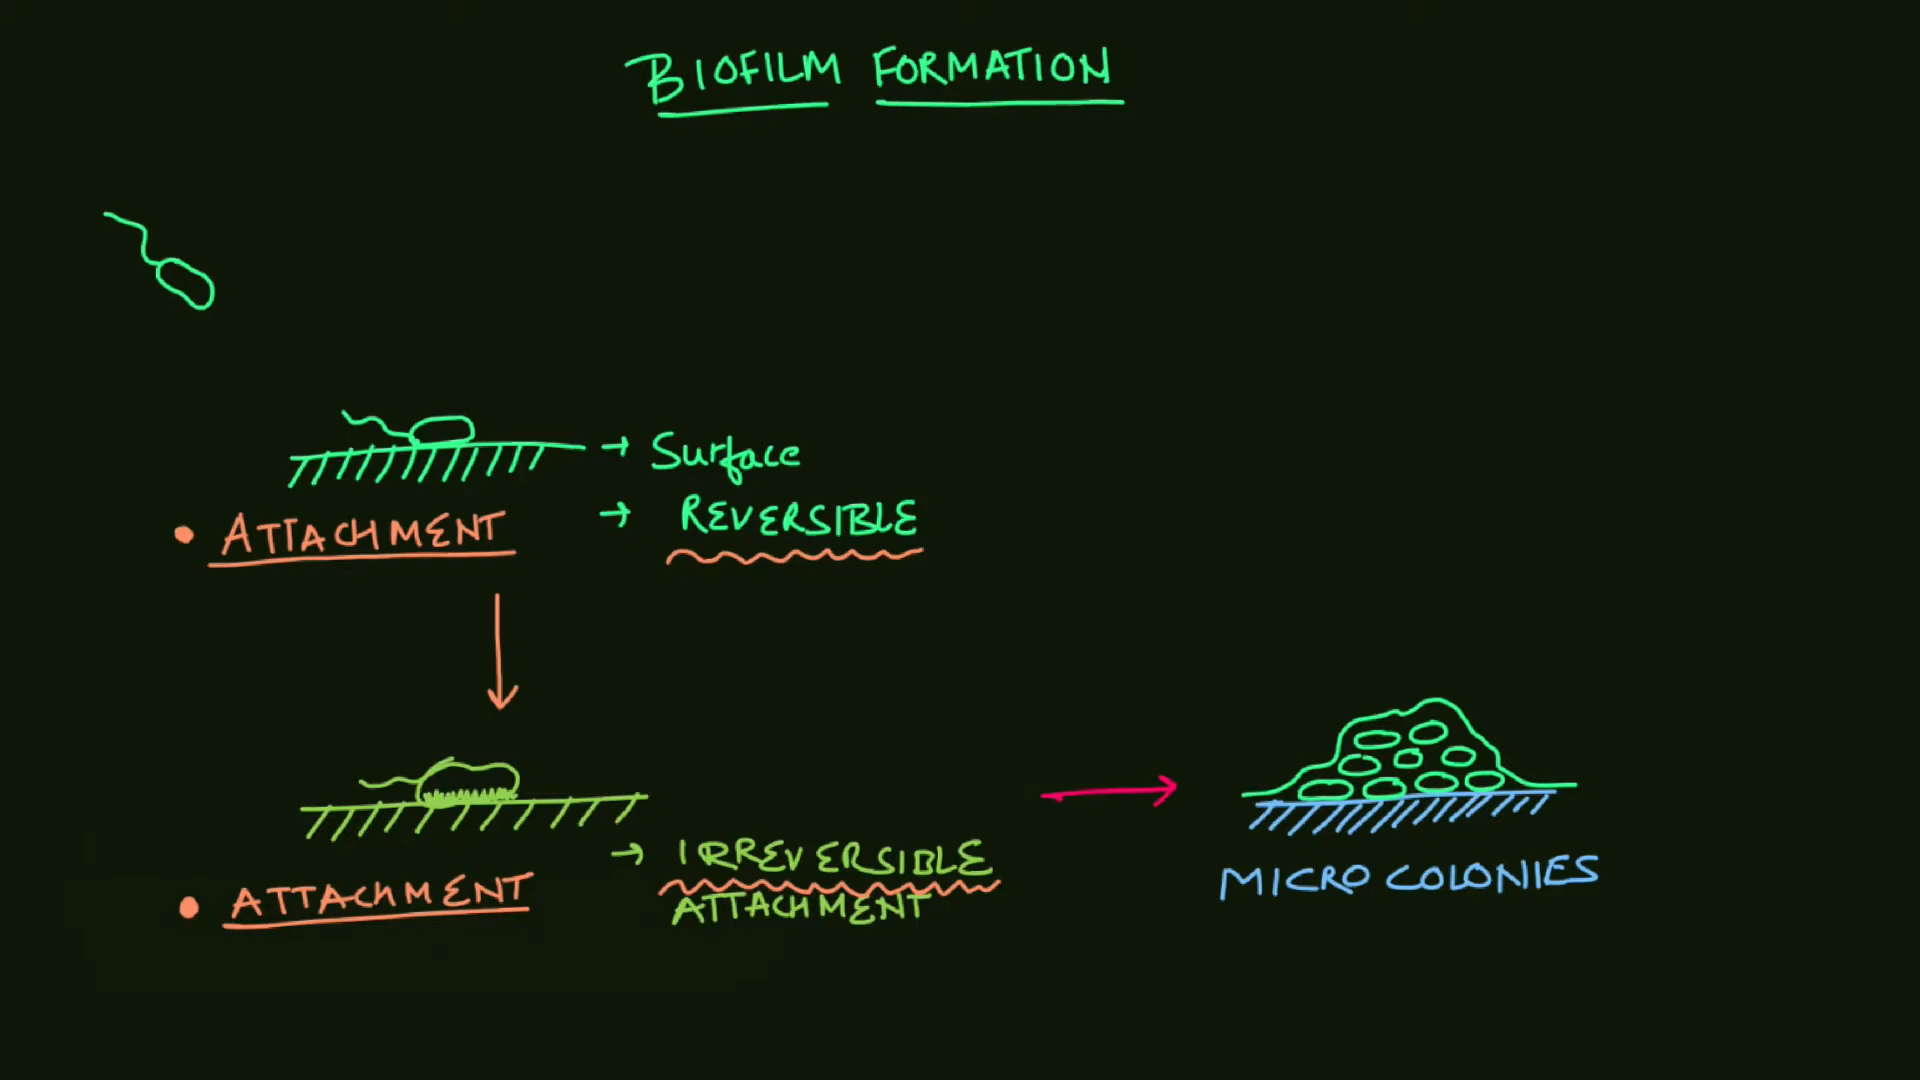 BIOFILM FORMATION
→ Surface
• ATTACHMENT → REVERSIBLE
→ IRREVERSIBLE
ATTACHMENT
• ATTACHMENT
MICRO COLONIES